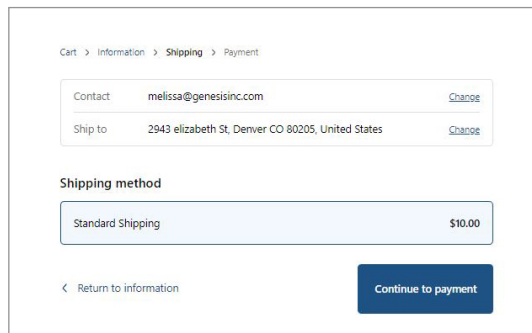 Cart > Information > Shipping > Payment
Contact melissa@genesisinc.com Change
Ship to 2943 elizabeth St, Denver CO 80205, United States Change
Shipping method
Standard Shipping $10.00
< Return to information Continue to payment